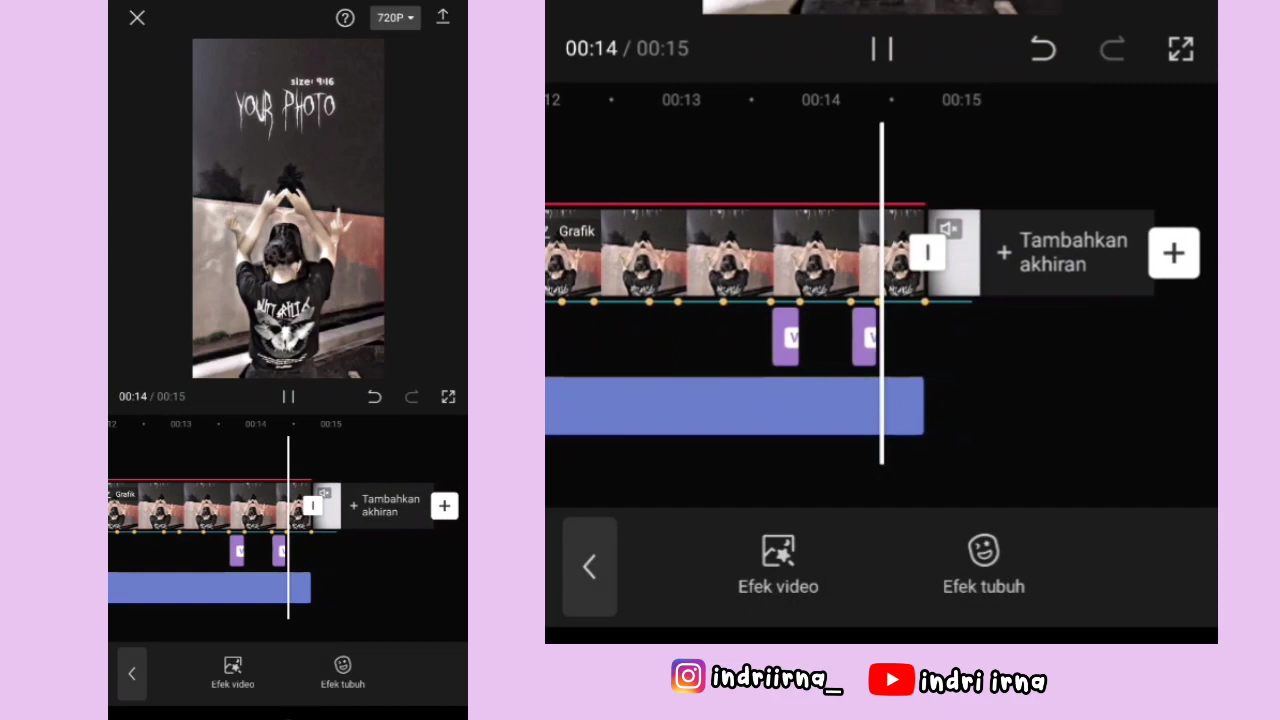 720P
size: 9:16
YOUR PHOTO
00:14 / 00:15
12 00:13 00:14 00:15
Grafik
Tambahkan
akhiran
Efek video
Efek tubuh
00:14 / 00:15
12 00:13 00:14 00:15
Grafik
Tambahkan
akhiran
Efek video
Efek tubuh
indriirna_
indri irna